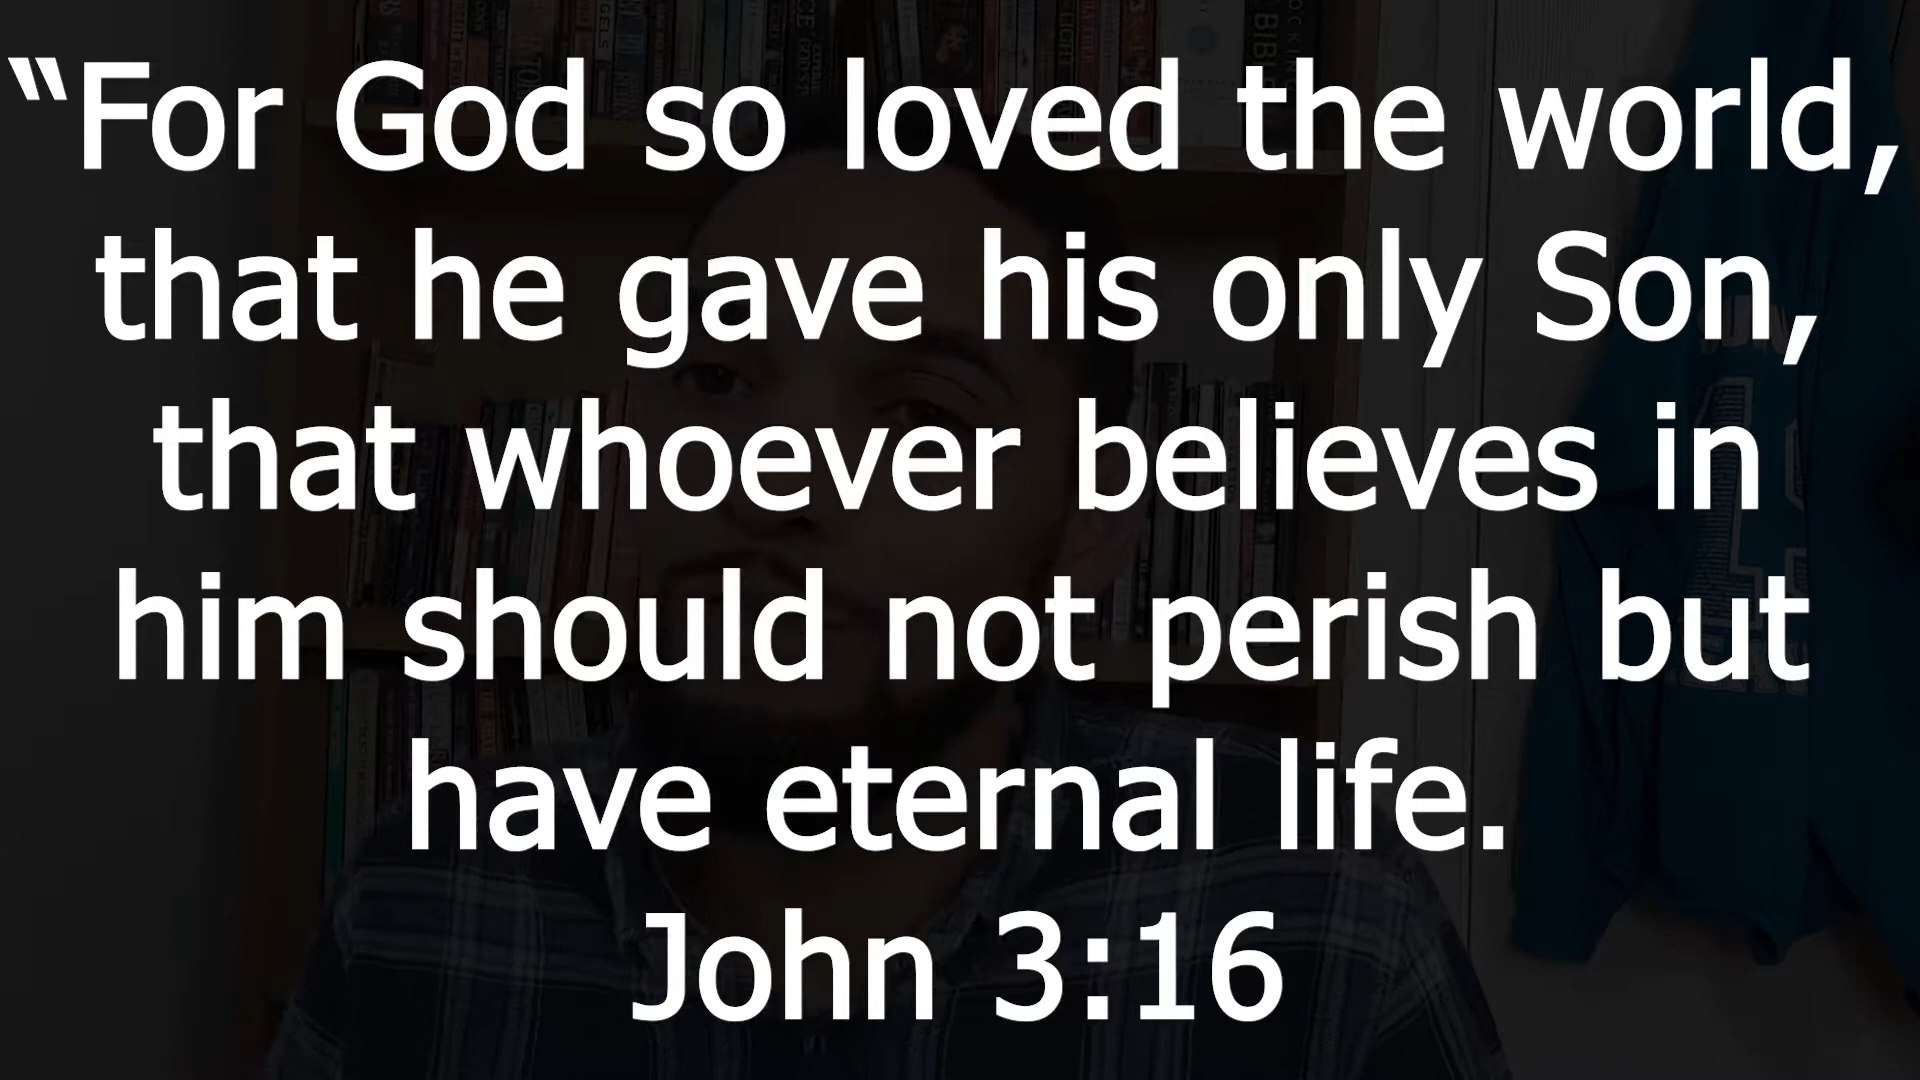 “For God so loved the world,
that he gave his only Son,
that whoever believes in
him should not perish but
have eternal life.
John 3:16